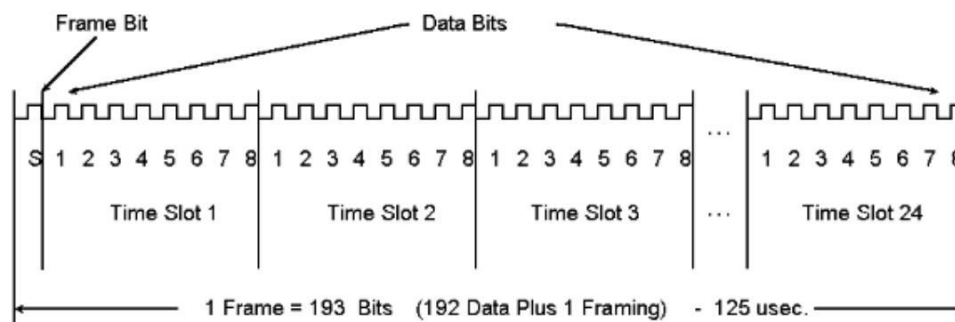 Frame Bit Data Bits
S 1 2 3 4 5 6 7 8 1 2 3 4 5 6 7 8 1 2 3 4 5 6 7 8 ... 1 2 3 4 5 6 7 8
Time Slot 1 Time Slot 2 Time Slot 3 ... Time Slot 24
1 Frame = 193 Bits (192 Data Plus 1 Framing) - 125 usec.